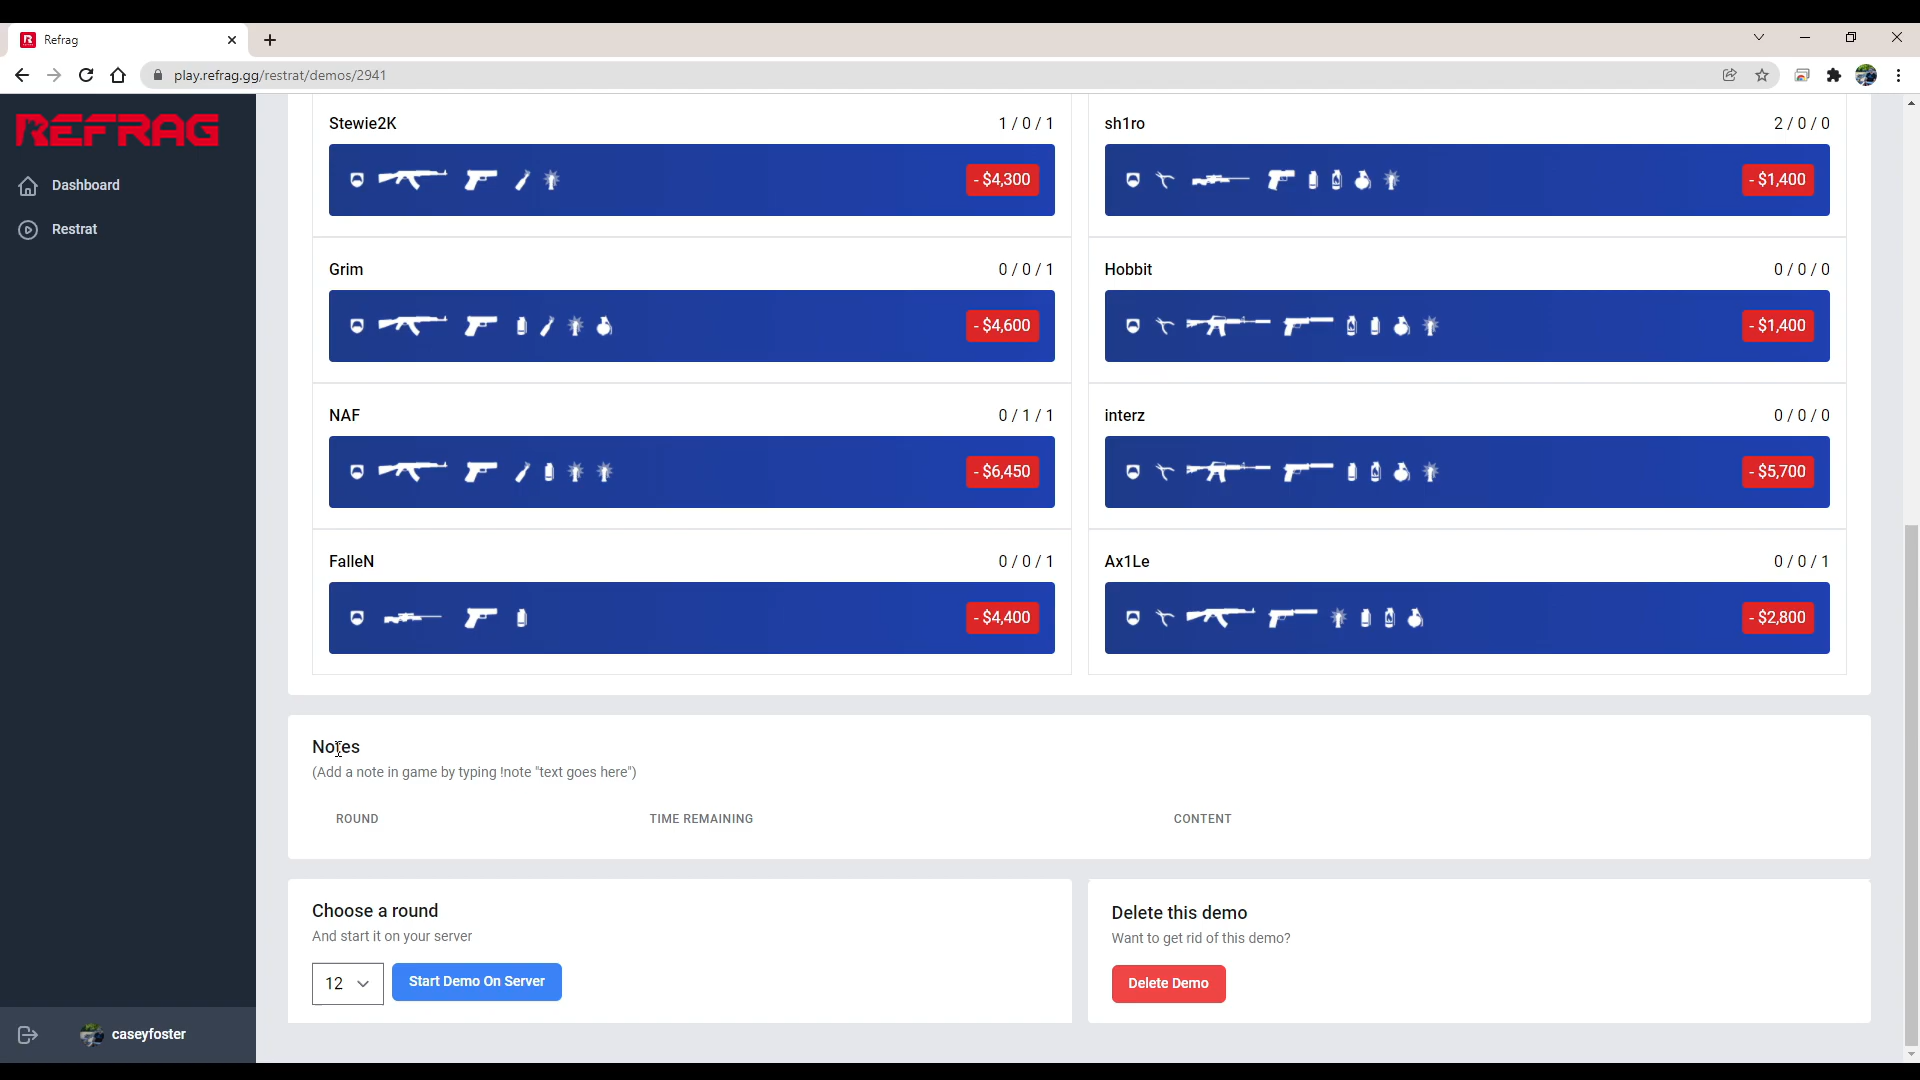 Refrag
play.refrag.gg/restrat/demos/2941
REFRAG
Dashboard
Restrat
Stewie2K 1 / 0 / 1
- $4,300
sh1ro 2 / 0 / 0
- $1,400
Grim 0 / 0 / 1
- $4,600
Hobbit 0 / 0 / 0
- $1,400
NAF 0 / 1 / 1
- $6,450
interz 0 / 0 / 0
- $5,700
FalleN 0 / 0 / 1
- $4,400
Ax1Le 0 / 0 / 1
- $2,800
Notes
(Add a note in game by typing !note "text goes here")
ROUND TIME REMAINING CONTENT
Choose a round
And start it on your server
12 Start Demo On Server
Delete this demo
Want to get rid of this demo?
Delete Demo
caseyfoster